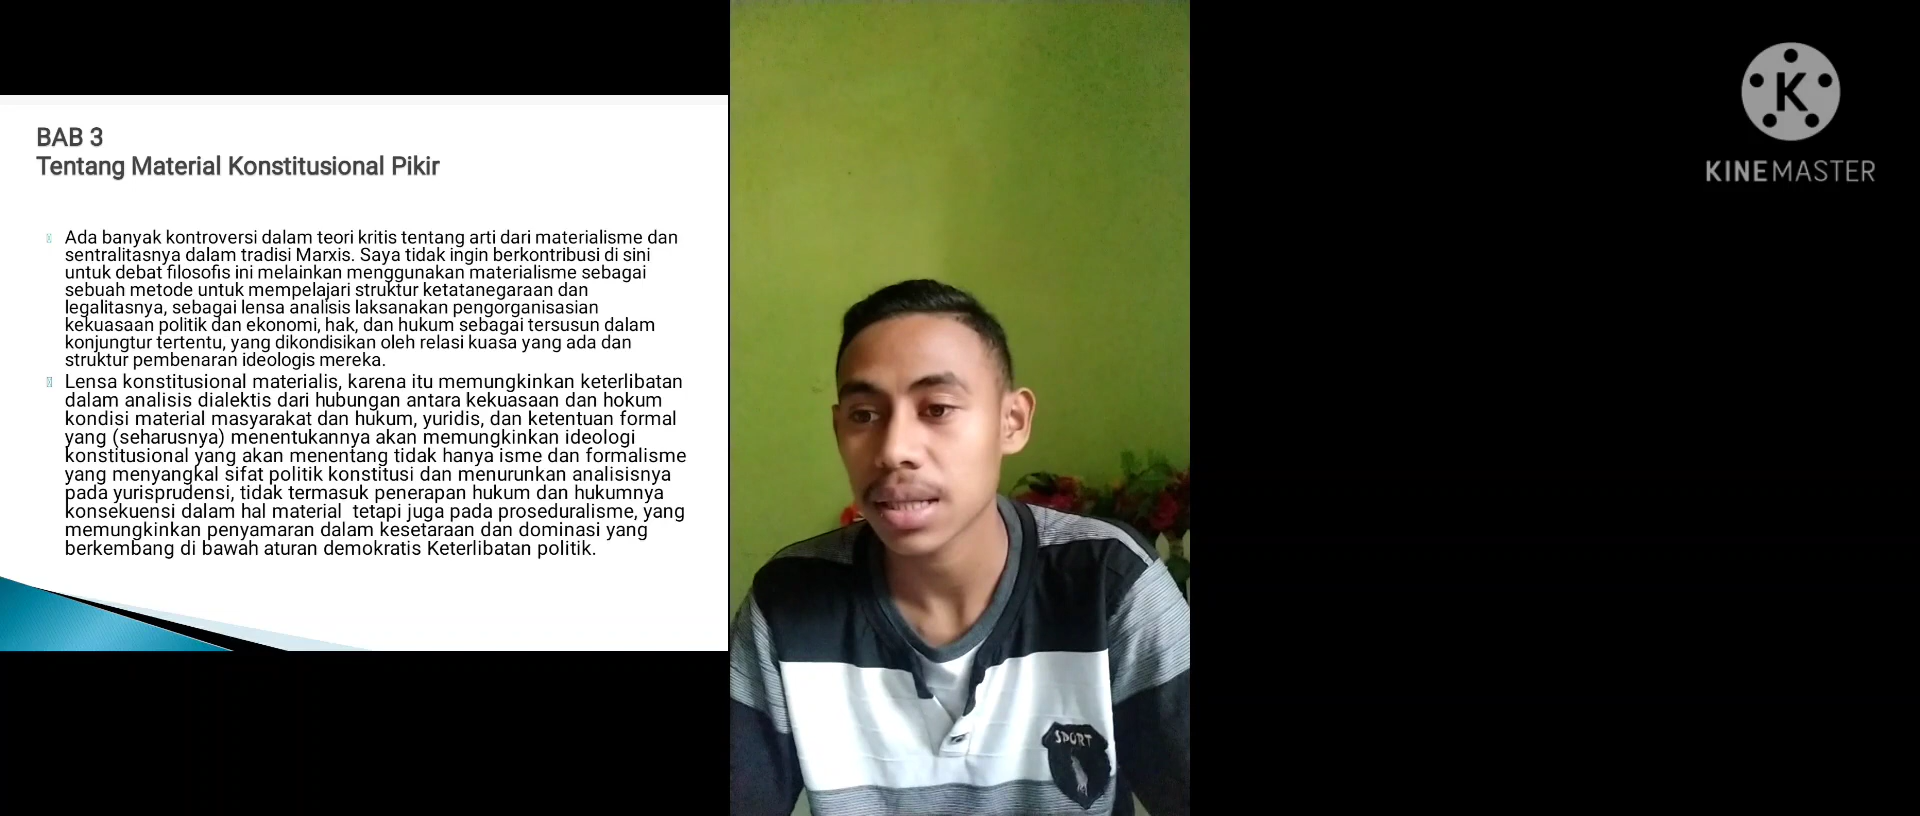 BAB 3
Tentang Material Konstitusional Pikir
Ada banyak kontroversi dalam teori kritis tentang arti dari materialisme dan
sentralitasnya dalam tradisi Marxis. Saya tidak ingin berkontribusi di sini
untuk debat filosofis ini melainkan menggunakan materialisme sebagai
sebuah metode untuk mempelajari struktur ketatanegaraan dan
legalitasnya, sebagai lensa analisis laksanakan pengorganisasian
kekuasaan politik dan ekonomi, hak, dan hukum sebagai tersusun dalam
konjungtur tertentu, yang dikondisikan oleh relasi kuasa yang ada dan
struktur pembenaran ideologis mereka.
Lensa konstitusional materialis, karena itu memungkinkan keterlibatan
dalam analisis dialektis dari hubungan antara kekuasaan dan hokum
kondisi material masyarakat dan hukum, yuridis, dan ketentuan formal
yang (seharusnya) menentukannya akan memungkinkan ideologi
konstitusional yang akan menentang tidak hanya isme dan formalisme
yang menyangkal sifat politik konstitusi dan menurunkan analisisnya
pada yurisprudensi, tidak termasuk penerapan hukum dan hukumnya
konsekuensi dalam hal material  tetapi juga pada proseduralisme, yang
memungkinkan penyamaran dalam kesetaraan dan dominasi yang
berkembang di bawah aturan demokratis Keterlibatan politik.
SPORT
K
KINEMASTER